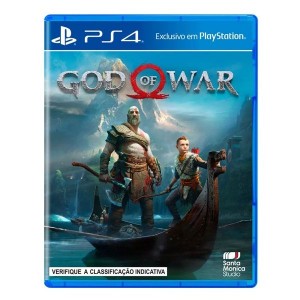 PS4
Exclusivo em PlayStation.
GOD OF WAR
VERIFIQUE A CLASSIFICAÇÃO INDICATIVA
Santa
Monica
Studio